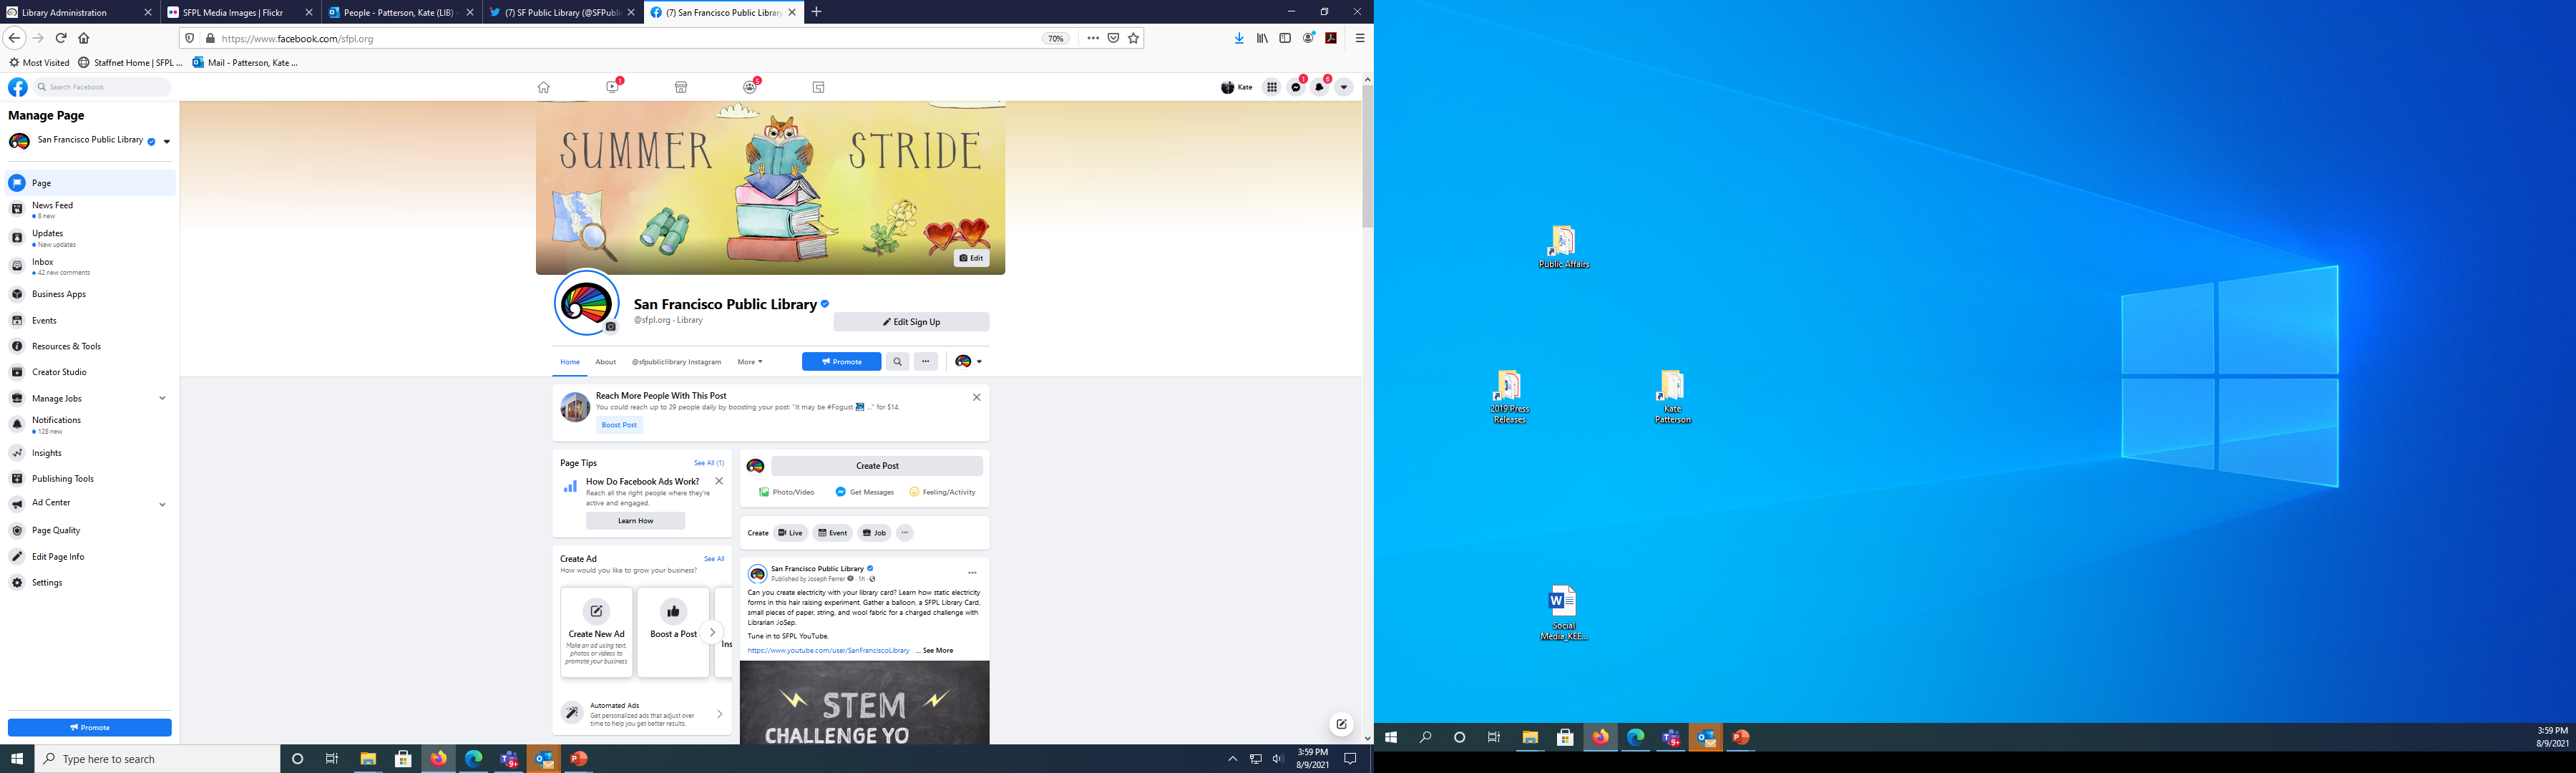 Library Administration
SFPL Media Images | Flickr
People - Patterson, Kate (LIB) -
(7) SF Public Library (@SFPublic
(7) San Francisco Public Library
https://www.facebook.com/sfpl.org
70%
Most Visited
Staffnet Home | SFPL ...
Mail - Patterson, Kate ...
Search Facebook
1
5
Kate
1
6
Manage Page
San Francisco Public Library
Page
News Feed
8 new
Updates
New updates
Inbox
42 new comments
Business Apps
Events
Resources & Tools
Creator Studio
Manage Jobs
Notifications
128 new
Insights
Publishing Tools
Ad Center
Page Quality
Edit Page Info
Settings
Promote
SUMMER STRIDE
Edit
San Francisco Public Library
@sfpl.org · Library
Edit Sign Up
Home
About
@sfpubliclibrary Instagram
More
Promote
Reach More People With This Post
You could reach up to 29 people daily by boosting your post: "It may be #Fogust ..." for $14.
Boost Post
Page Tips
See All (1)
How Do Facebook Ads Work?
Reach all the right people where they're
active and engaged.
Learn How
Create Ad
See All
How would you like to grow your business?
Create New Ad
Make an ad using text,
photos or videos to
promote your business
Boost a Post
Ins
Automated Ads
Get personalized ads that adjust over
time to help you get better results.
Create Post
Photo/Video
Get Messages
Feeling/Activity
Create
Live
Event
Job
San Francisco Public Library
Published by Joseph Ferrer · 1h ·
Can you create electricity with your library card? Learn how static electricity
forms in this hair raising experiment. Gather a balloon, a SFPL Library Card,
small pieces of paper, string, and wool fabric for a charged challenge with
Librarian JoSep.
Tune in to SFPL YouTube,
https://www.youtube.com/user/SanFranciscoLibrary ... See More
STEM
CHALLENGE YO
Type here to search
9+
3:59 PM
8/9/2021
Public Affairs
2019 Press
Releases
Kate
Patterson
Social
Media_KEE...
9+
3:59 PM
8/9/2021